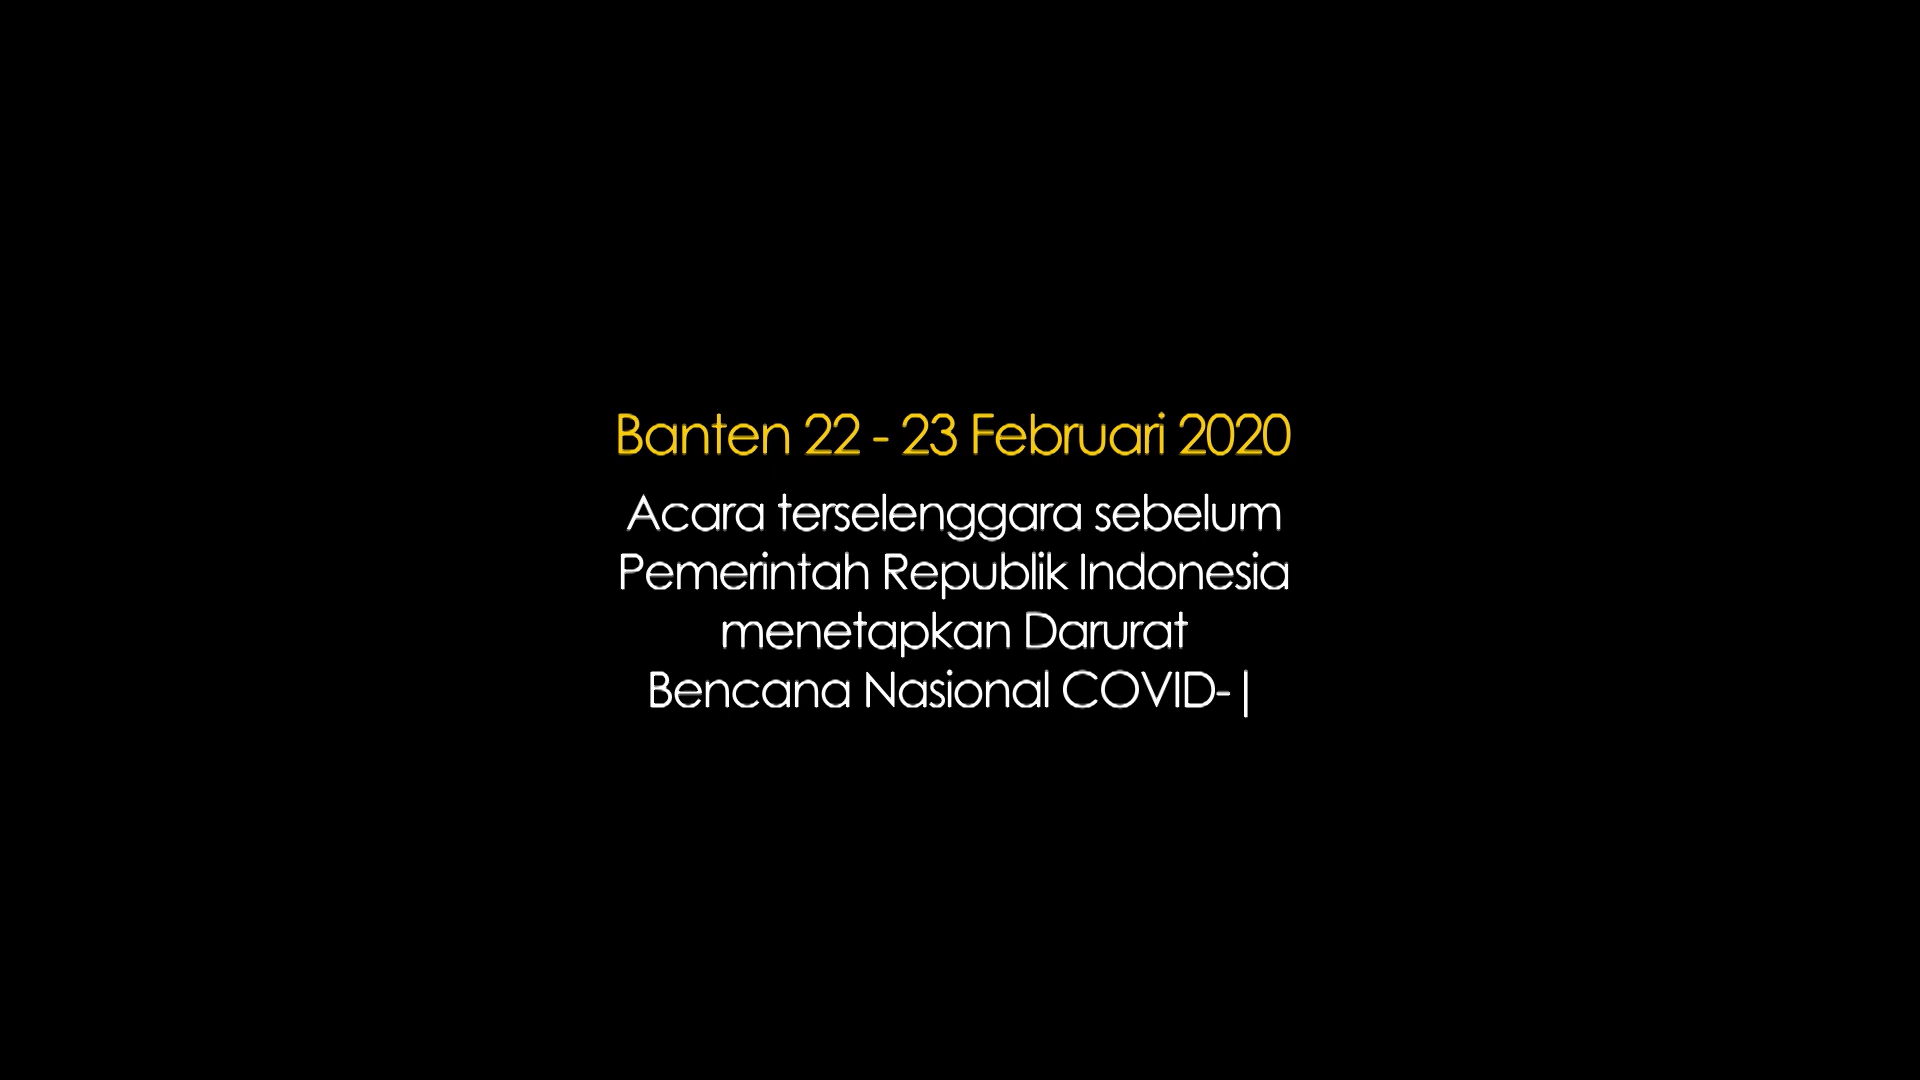 Banten 22 - 23 Februari 2020
Acara terselenggara sebelum
Pemerintah Republik Indonesia
menetapkan Darurat
Bencana Nasional COVID-|